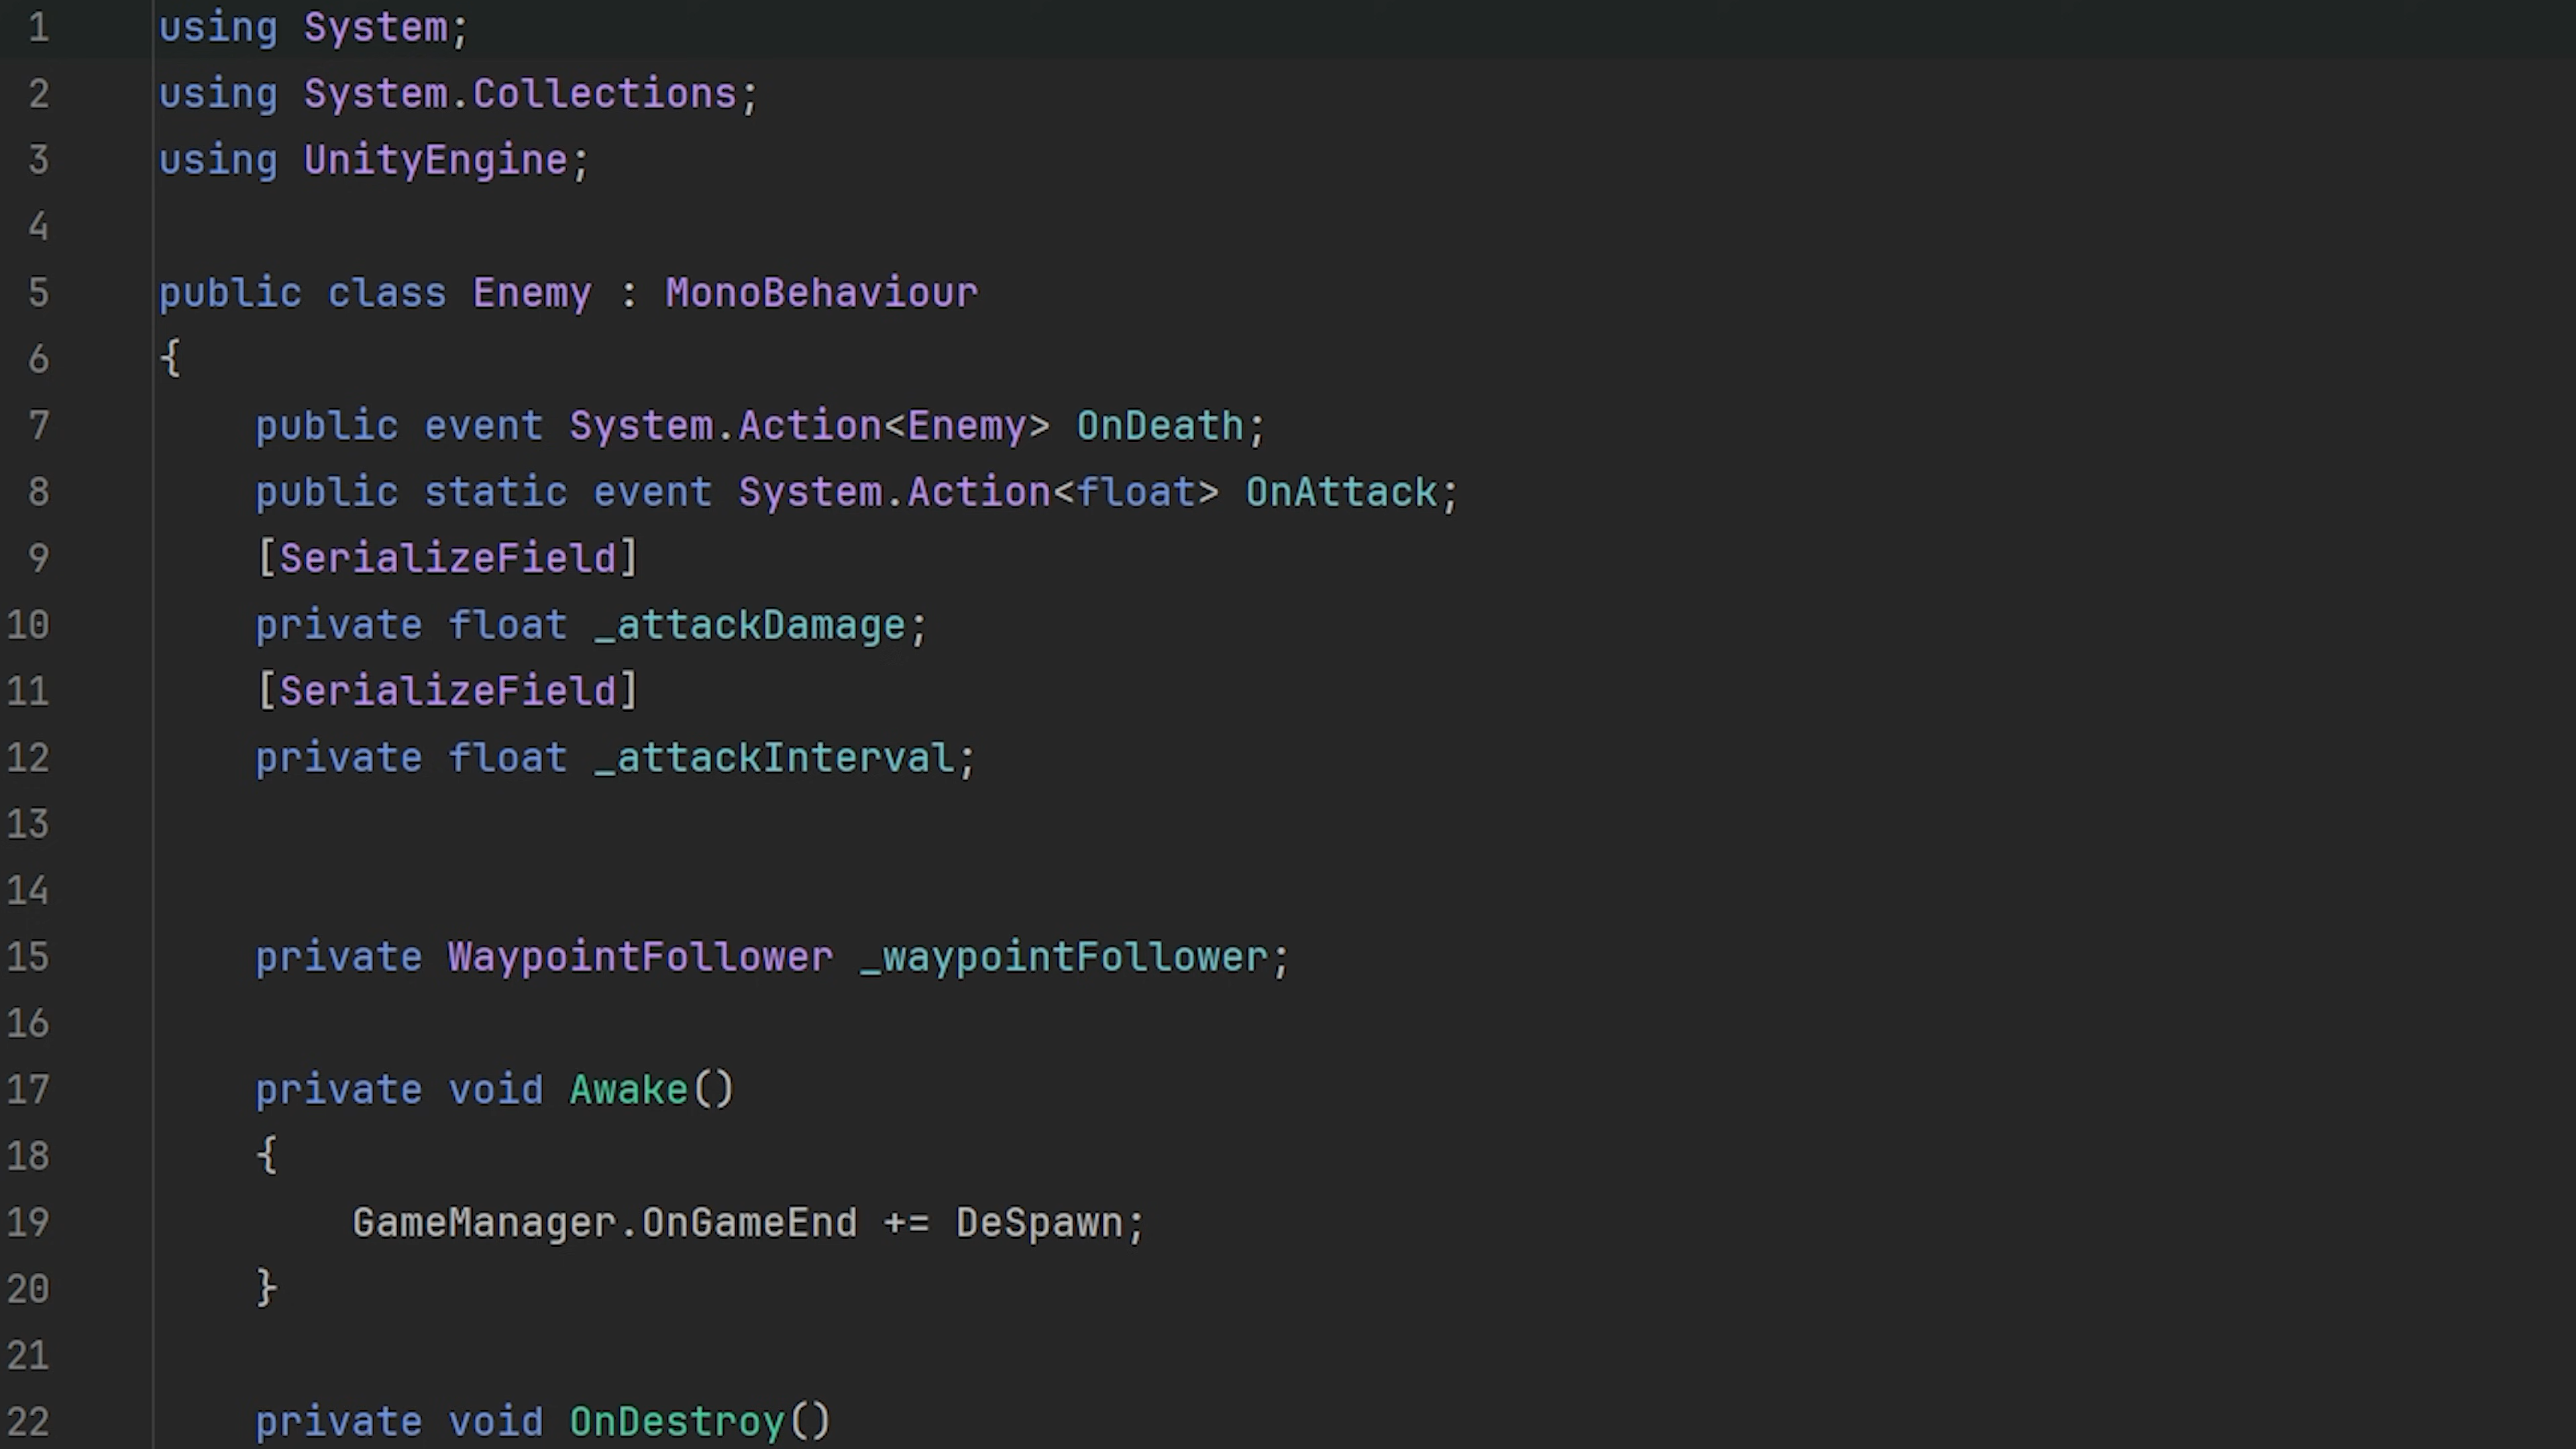 1 using System;
2 using System.Collections;
3 using UnityEngine;
4
5 public class Enemy : MonoBehaviour
6 {
7 public event System.Action<Enemy> OnDeath;
8 public static event System.Action<float> OnAttack;
9 [SerializeField]
10 private float _attackDamage;
11 [SerializeField]
12 private float _attackInterval;
13
14
15 private WaypointFollower _waypointFollower;
16
17 private void Awake()
18 {
19 GameManager.OnGameEnd += DeSpawn;
20 }
21
22 private void OnDestroy()